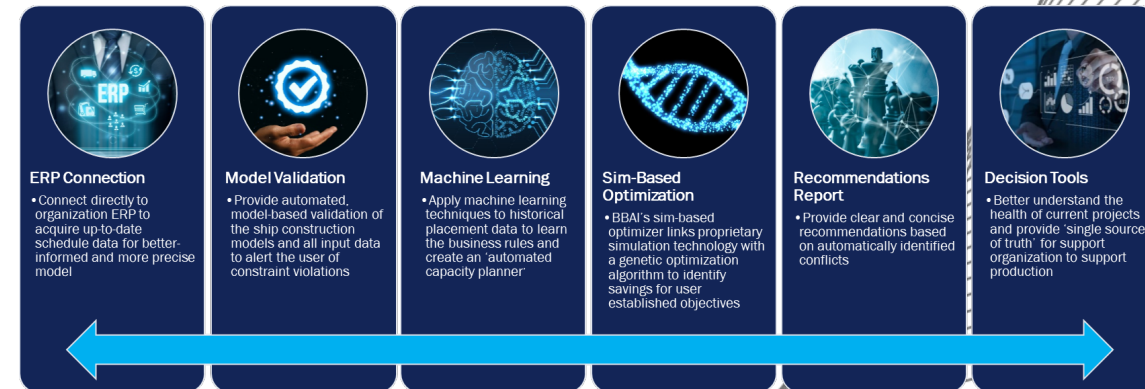 ERP
ERP Connection
• Connect directly to
organization ERP to
acquire up-to-date
schedule data for better-
informed and more precise
model
Model Validation
• Provide automated,
model-based validation of
the ship construction
models and all input data
to alert the user of
constraint violations
Machine Learning
• Apply machine learning
techniques to historical
placement data to learn
the business rules and
create an 'automated
capacity planner'
Sim-Based
Optimization
• BBAI's sim-based
optimizer links proprietary
simulation technology with
a genetic optimization
algorithm to identify
savings for user
established objectives
Recommendations
Report
• Provide clear and concise
recommendations based
on automatically identified
conflicts
Decision Tools
• Better understand the
health of current projects
and provide 'single source
of truth' for support
organization to support
production